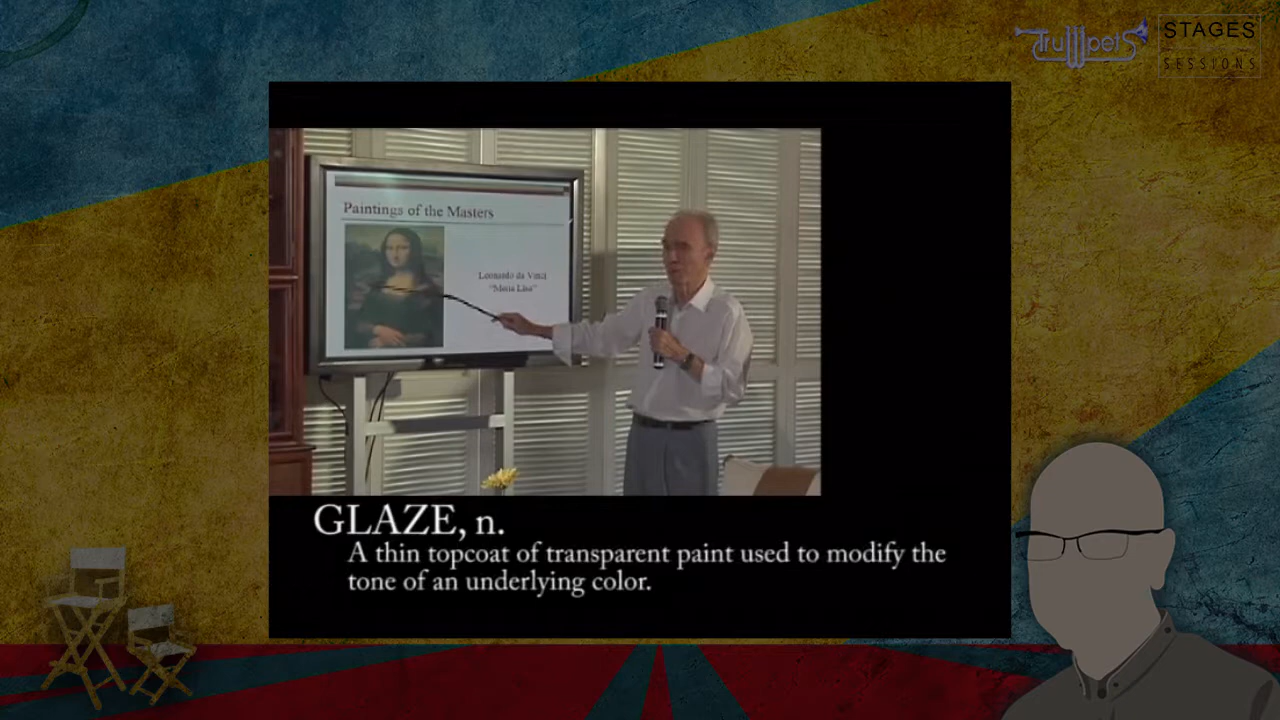 Trumpets
STAGES
SESSIONS
Paintings of the Masters
Leonardo da Vinci
"Mona Lisa"
GLAZE, n.
A thin topcoat of transparent paint used to modify the
tone of an underlying color.